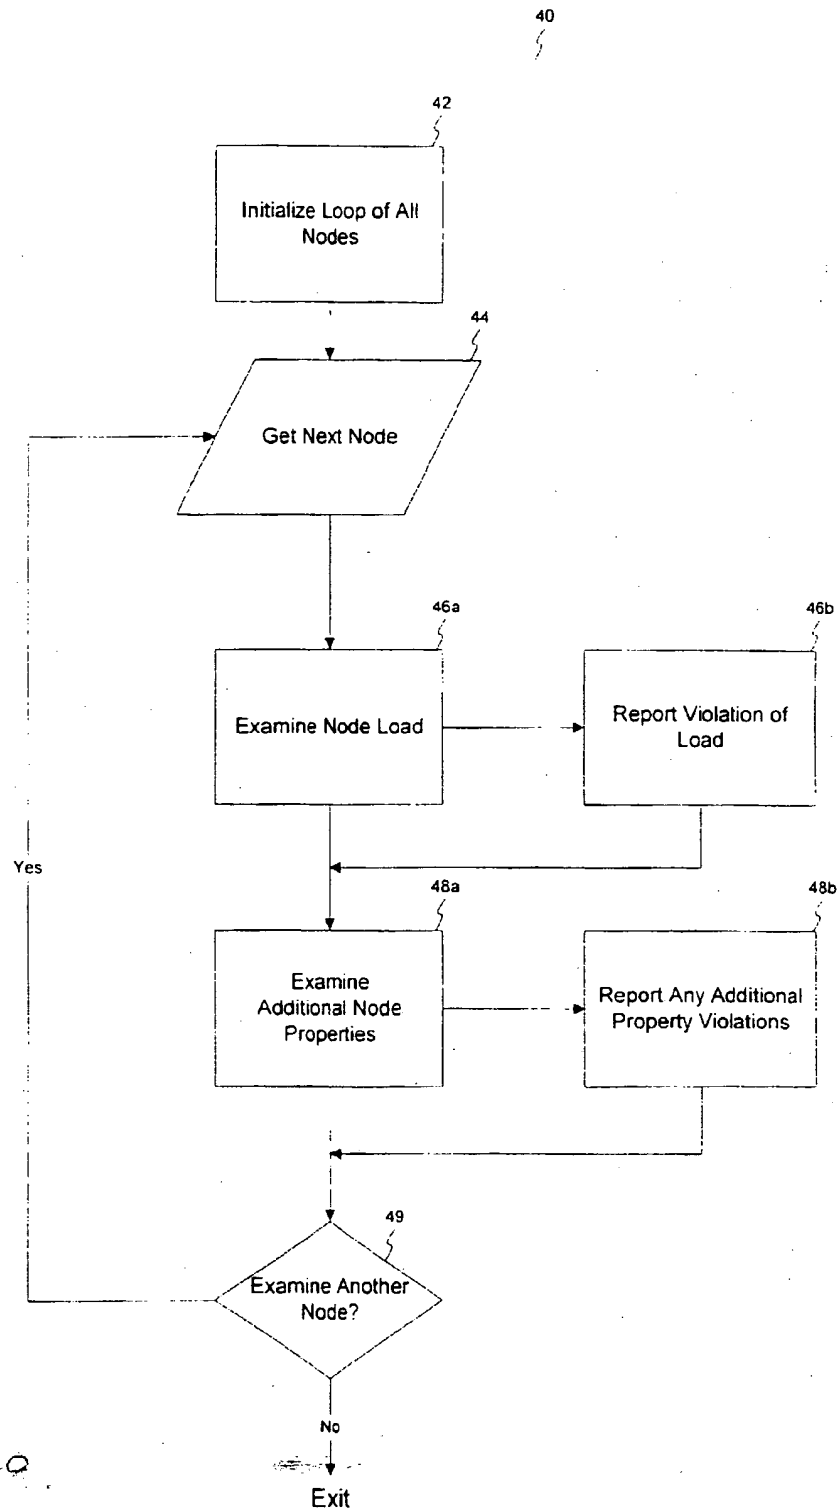 40
42
Initialize Loop of All
Nodes
44
Get Next Node
46a
Examine Node Load
46b
Report Violation of
Load
Yes
48a
Examine
Additional Node
Properties
48b
Report Any Additional
Property Violations
49
Examine Another
Node?
No
Exit